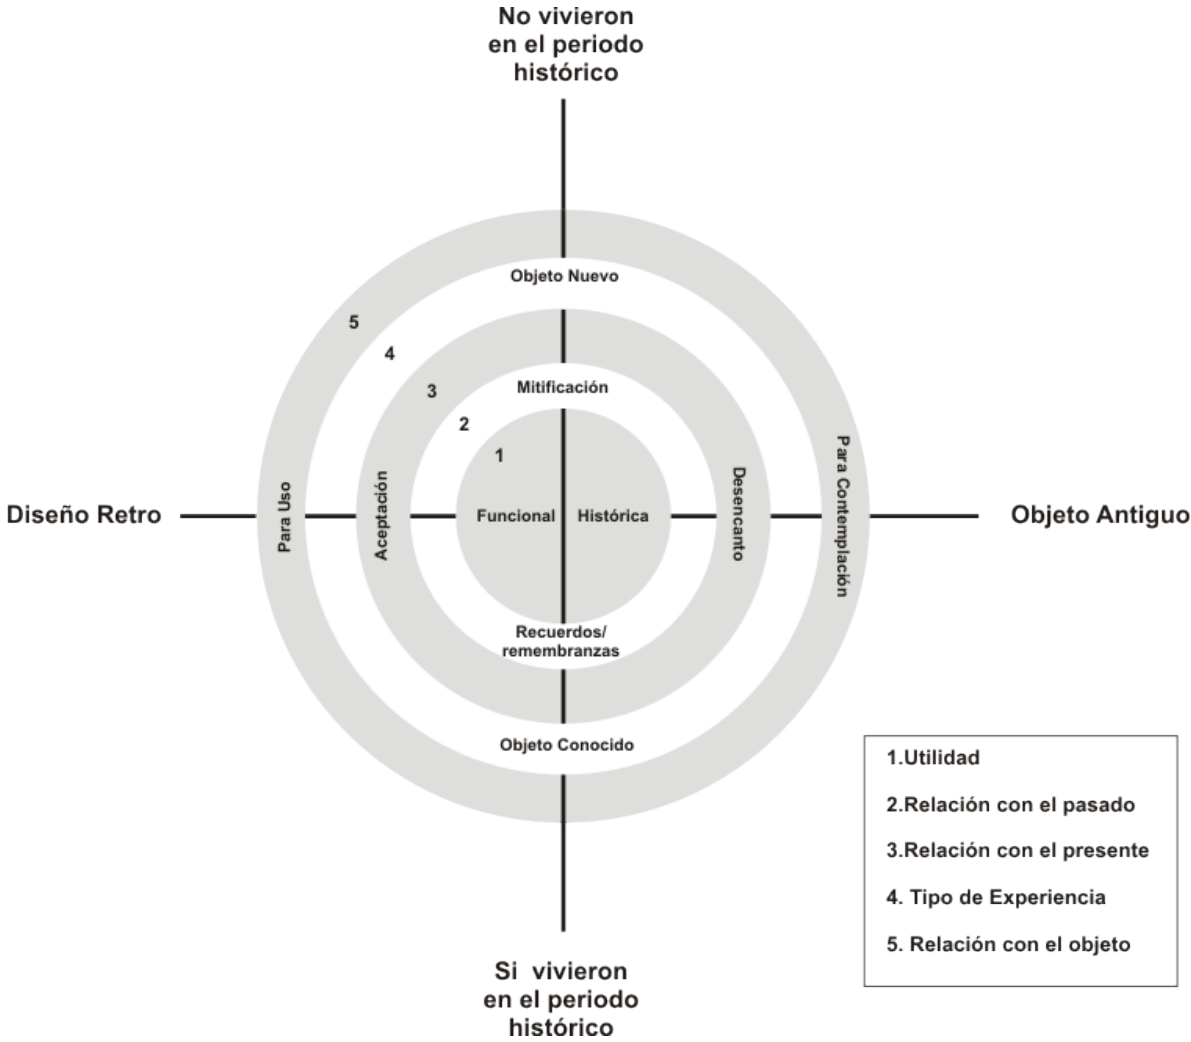 No vivieron
en el periodo
histórico
Objeto Nuevo
5
4
3
Mitificación
2
1
Diseño Retro
Para Uso
Aceptación
Funcional
Histórica
Desencanto
Para Contemplación
Objeto Antiguo
Recuerdos/
remembranzas
Objeto Conocido
1.Utilidad
2.Relación con el pasado
3.Relación con el presente
4. Tipo de Experiencia
5. Relación con el objeto
Si vivieron
en el periodo
histórico